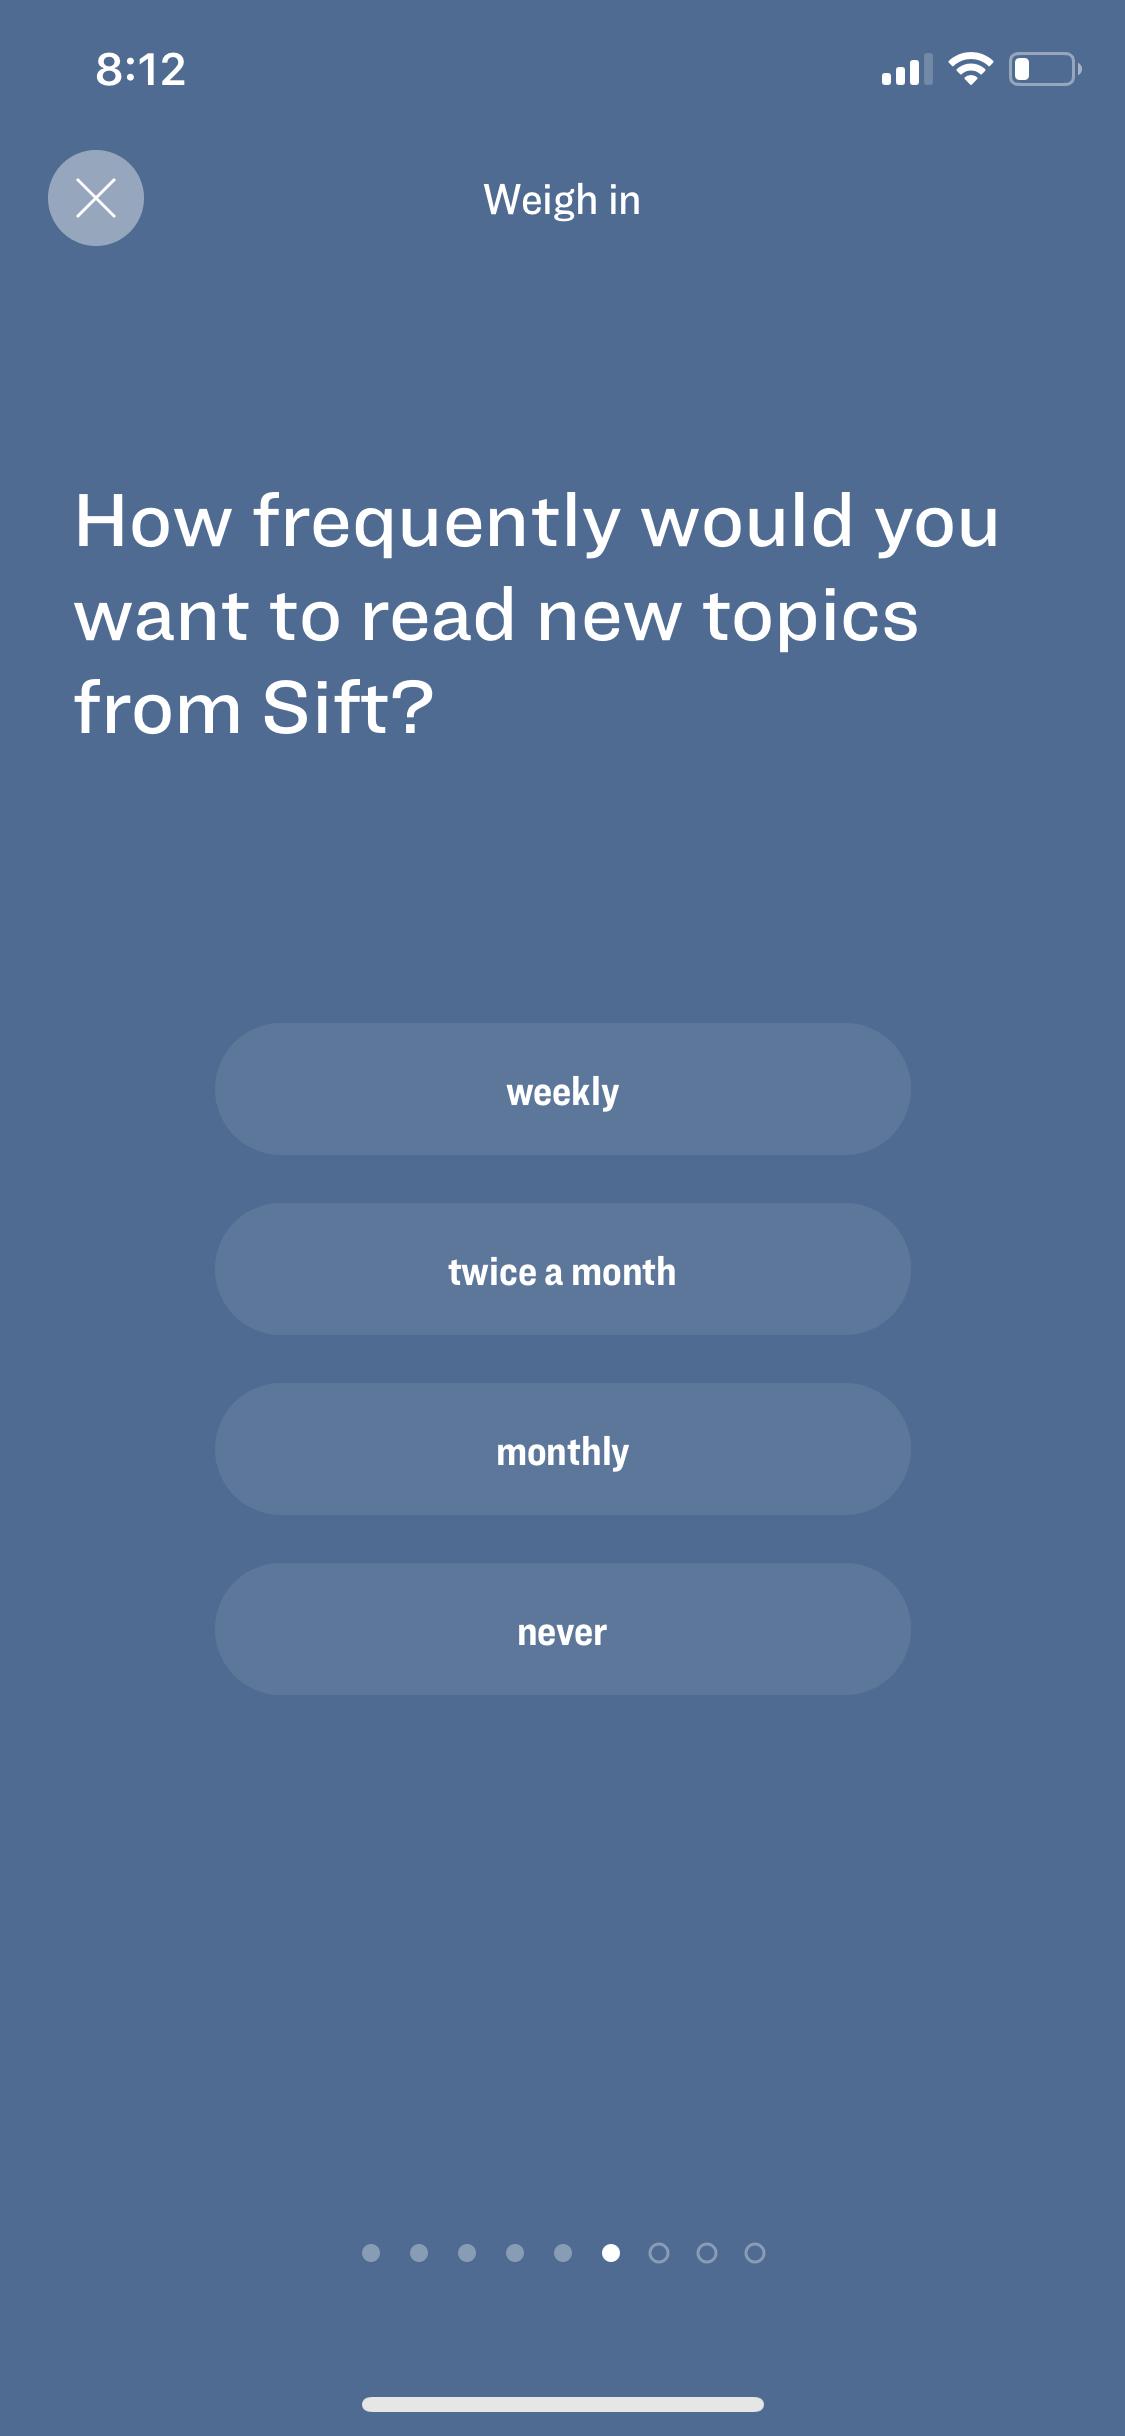 8:12
Weigh in
How frequently would you
want to read new topics
from Sift?
weekly
twice a month
monthly
never